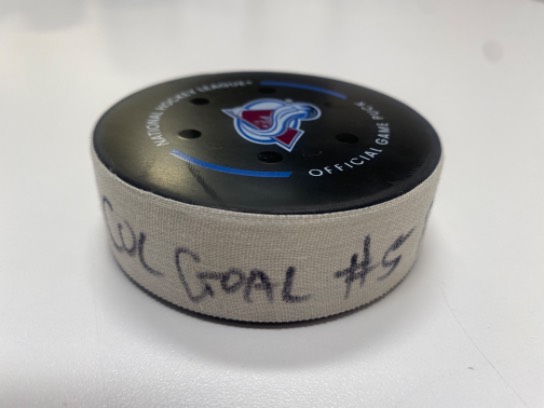 NATIONAL HOCKEY LEAGUE
OFFICIAL GAME PUCK
COL GOAL #5